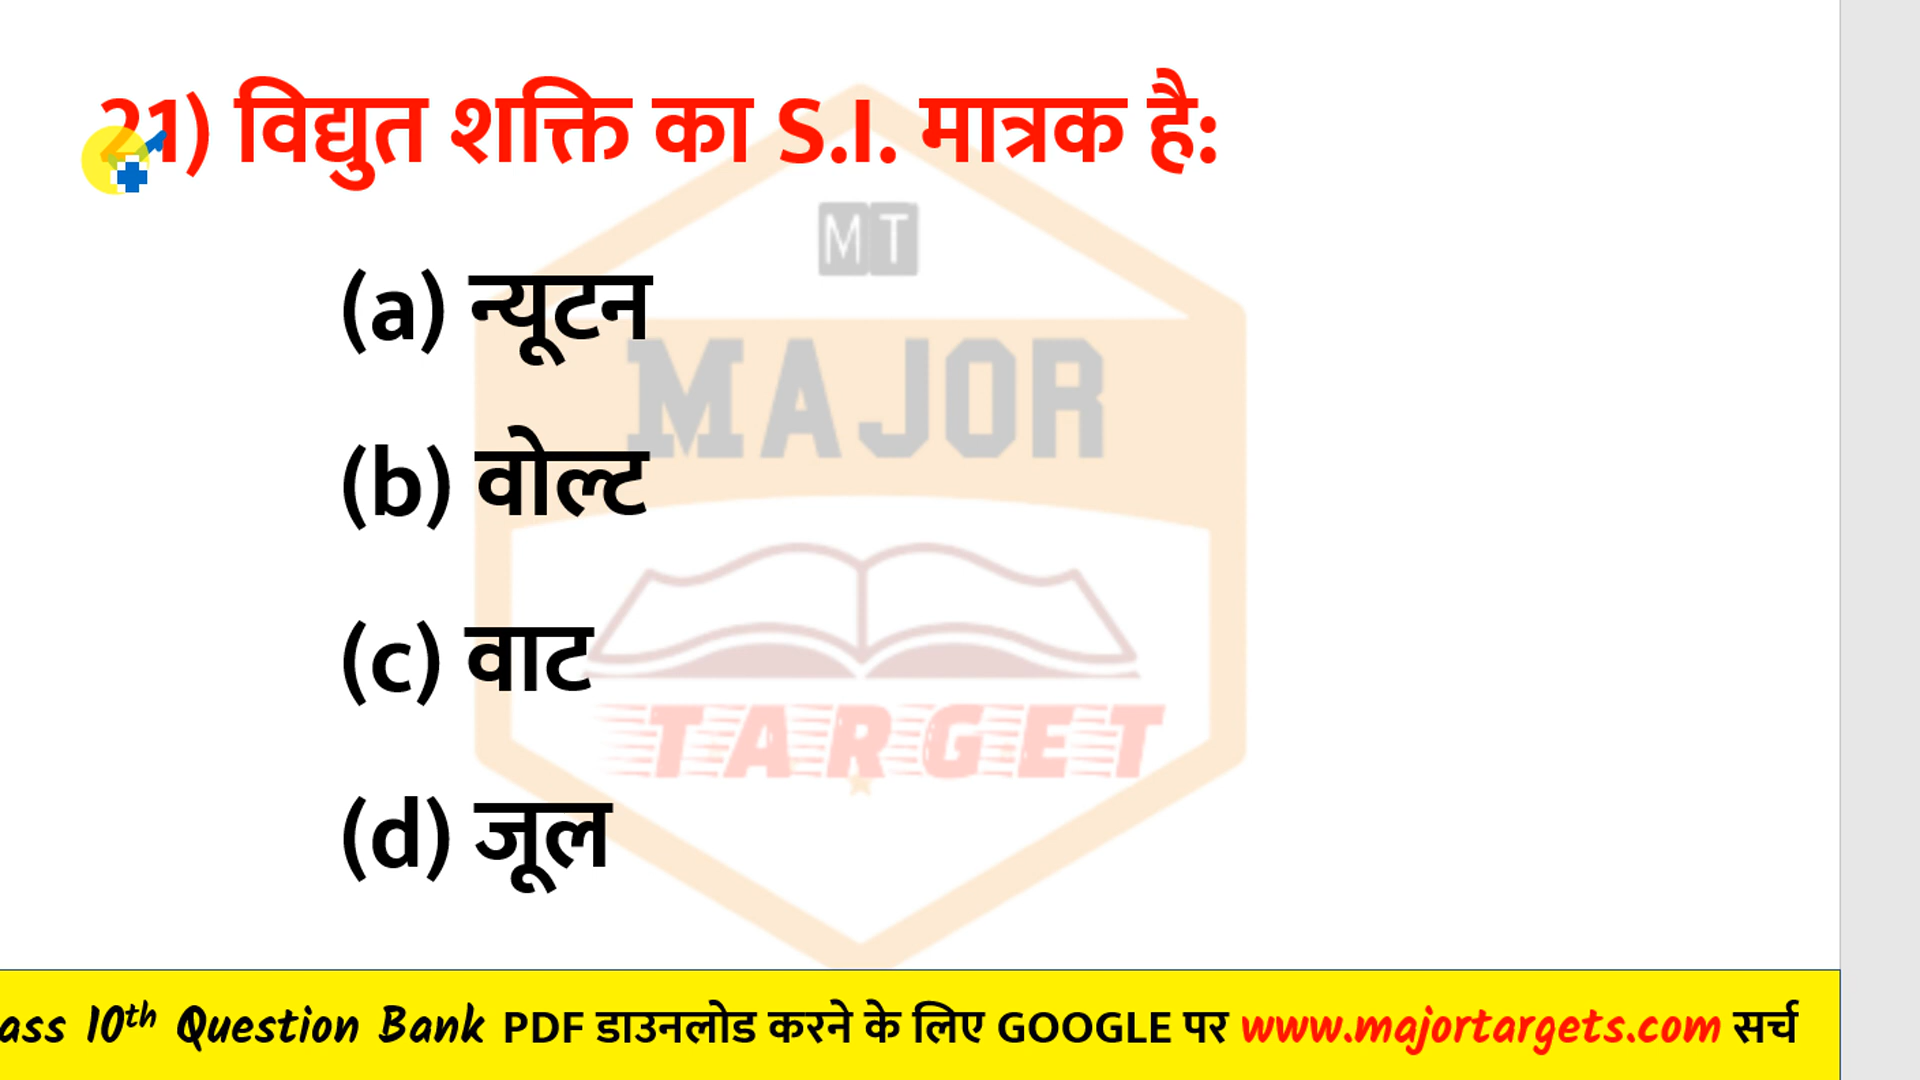 21) विद्युत शक्ति का S.I. मात्रक है:
MT
(a) न्यूटन
MAJOR
(b) वोल्ट
(c) वाट
TARGET
(d) जूल
ass 10th Question Bank PDF डाउनलोड करने के लिए GOOGLE पर www.majortargets.com सर्च